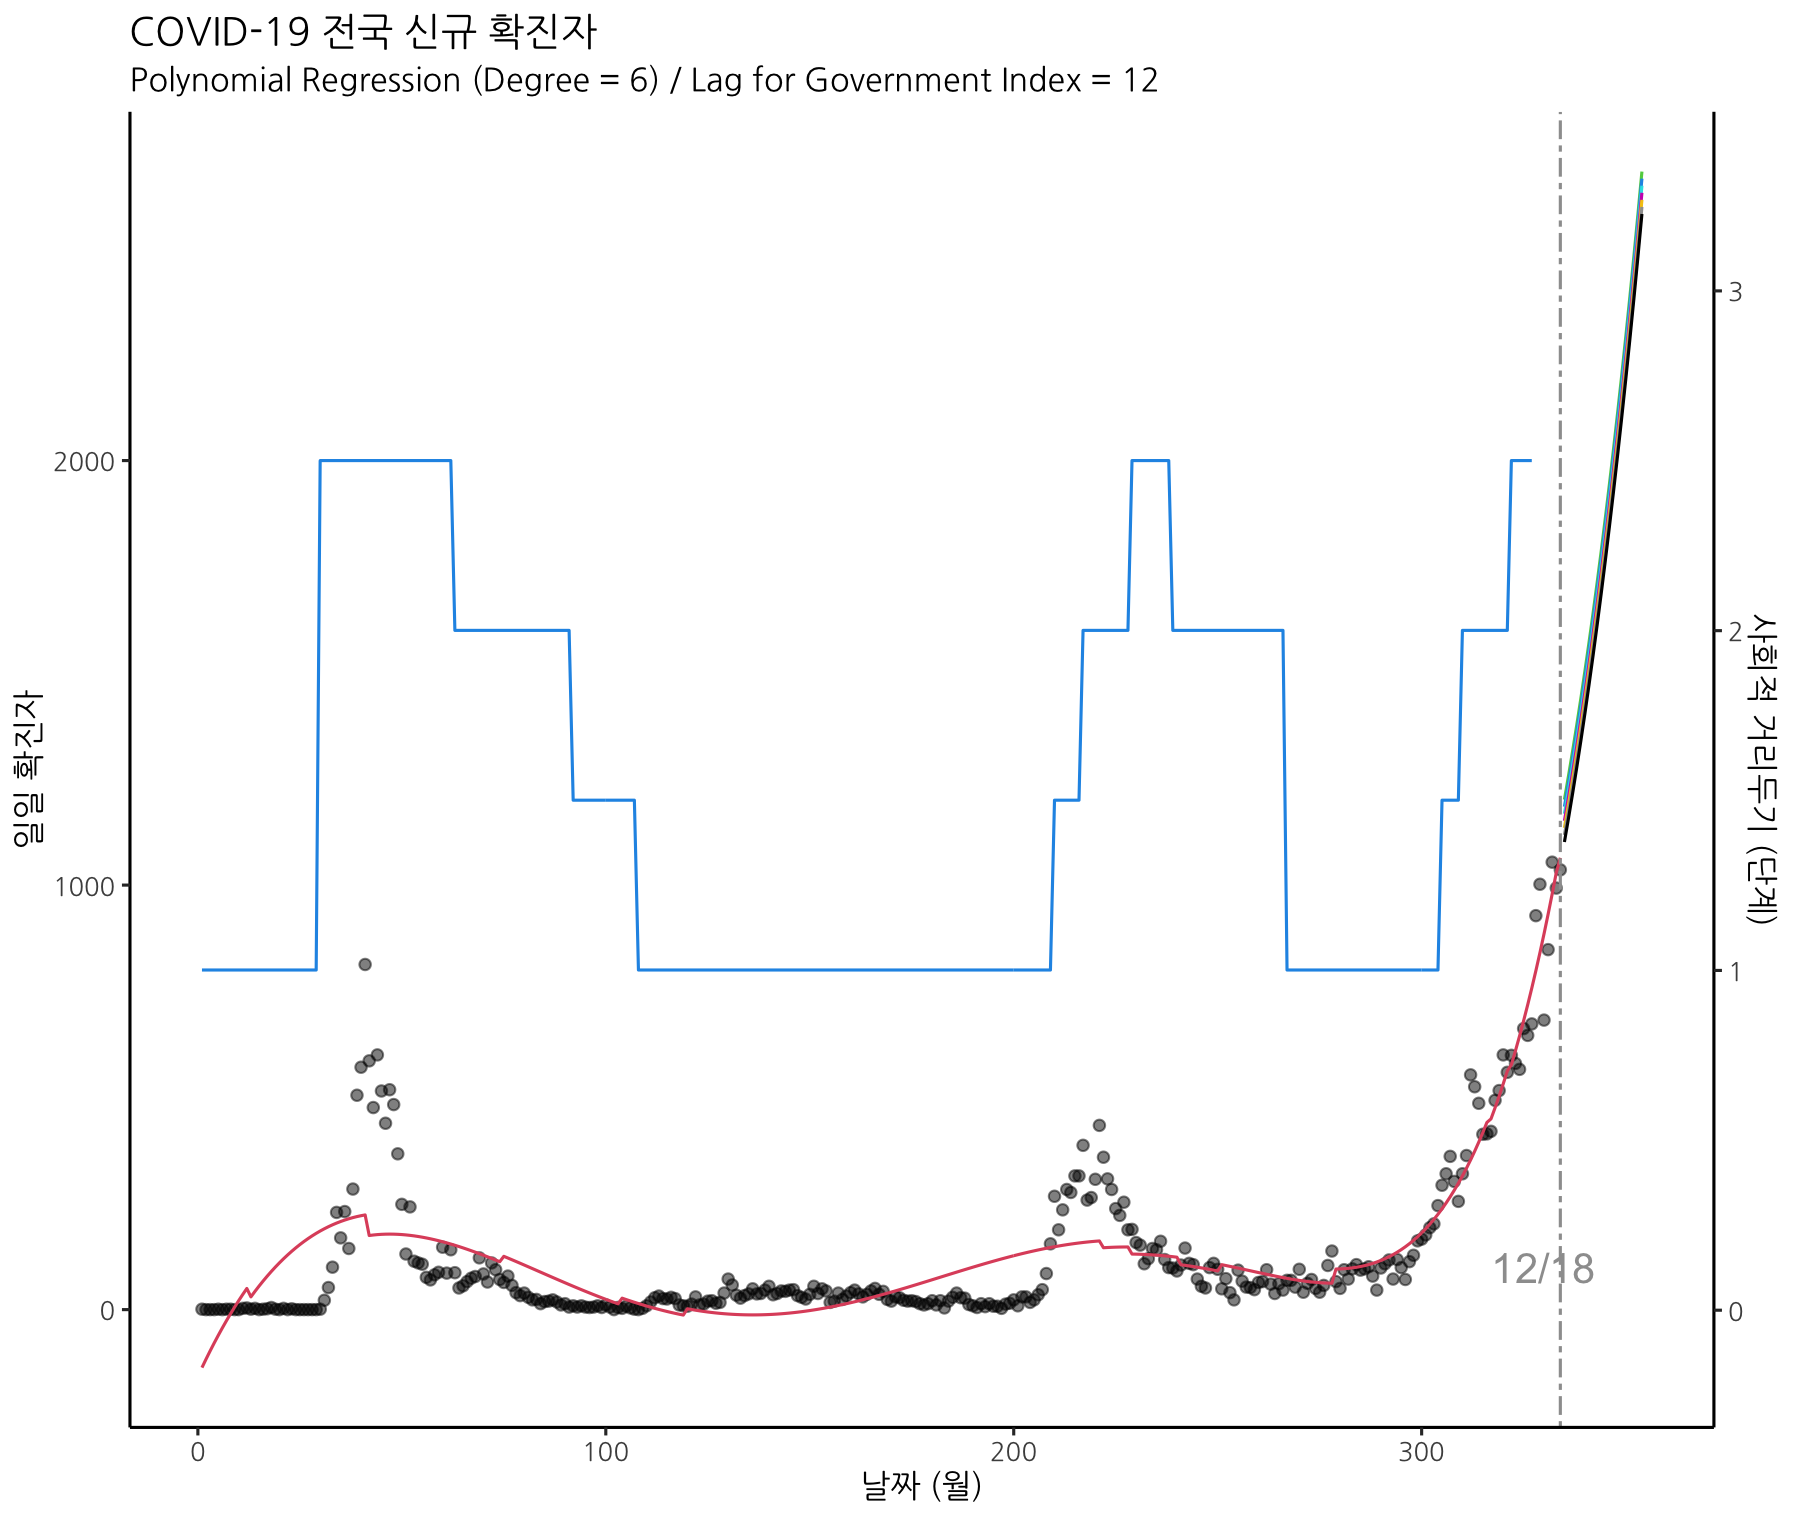 COVID-19 전국 신규 확진자
Polynomial Regression (Degree = 6) / Lag for Government Index = 12
일일 확진자
2000
1000
0
3
2
1
0
사회적 거리두기 (단계)
12/18
0
100
200
300
날짜 (월)